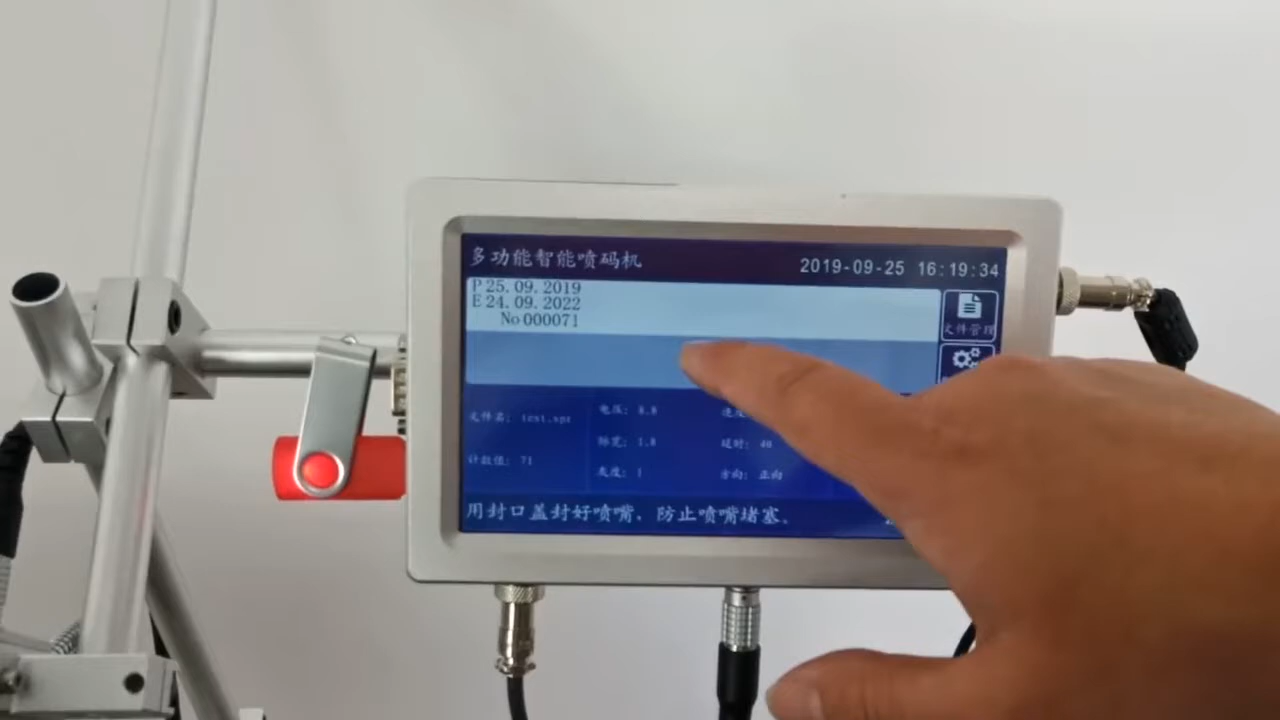 多功能智能喷码机
2019-09-25 16:19:34
P 25.09.2019
E 24.09.2022
No 000071
文件管理
文件名: test.spr
电压: 8.8
速度
脉宽: 1.8
延时: 40
计数值: 71
灰度: 1
方向: 正向
用封口盖封好喷嘴，防止喷嘴堵塞。